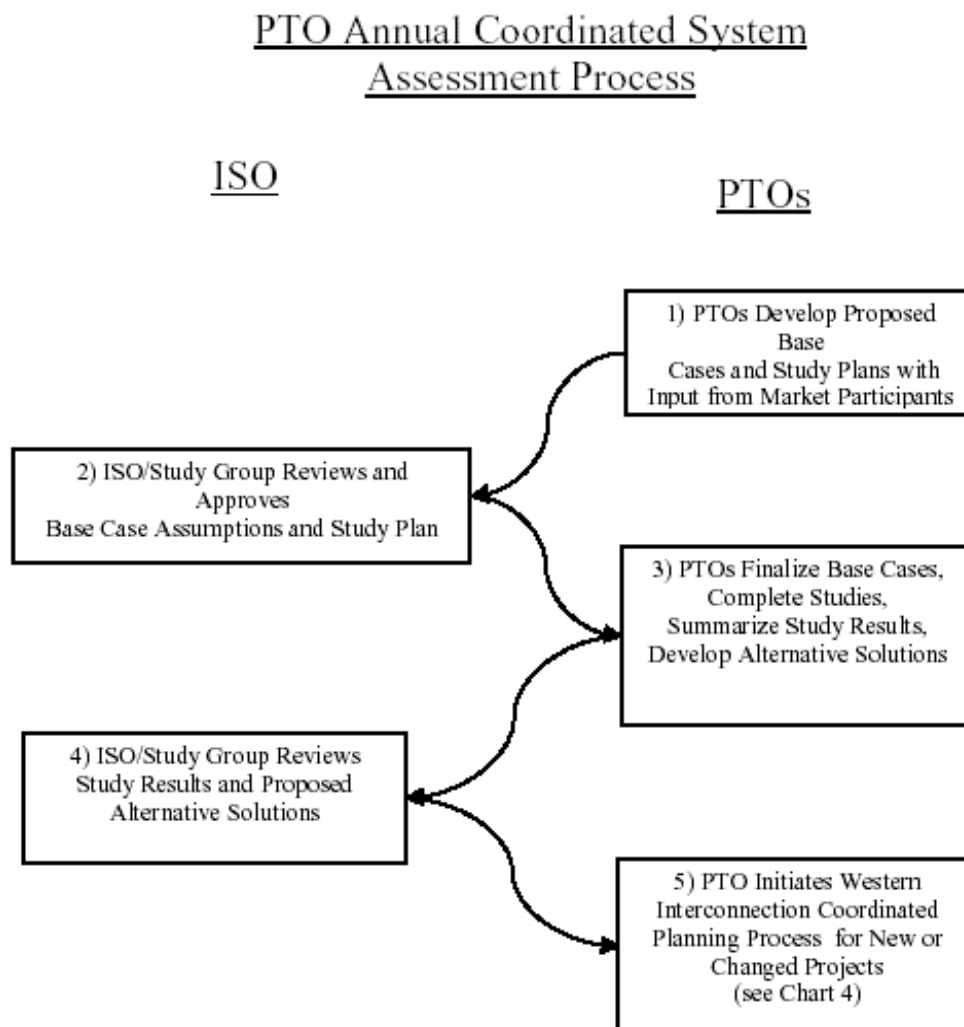 PTO Annual Coordinated System
Assessment Process
ISO
PTOs
1) PTOs Develop Proposed
Base
Cases and Study Plans with
Input from Market Participants
2) ISO/Study Group Reviews and
Approves
Base Case Assumptions and Study Plan
3) PTOs Finalize Base Cases,
Complete Studies,
Summarize Study Results,
Develop Alternative Solutions
4) ISO/Study Group Reviews
Study Results and Proposed
Alternative Solutions
5) PTO Initiates Western
Interconnection Coordinated
Planning Process for New or
Changed Projects
(see Chart 4)